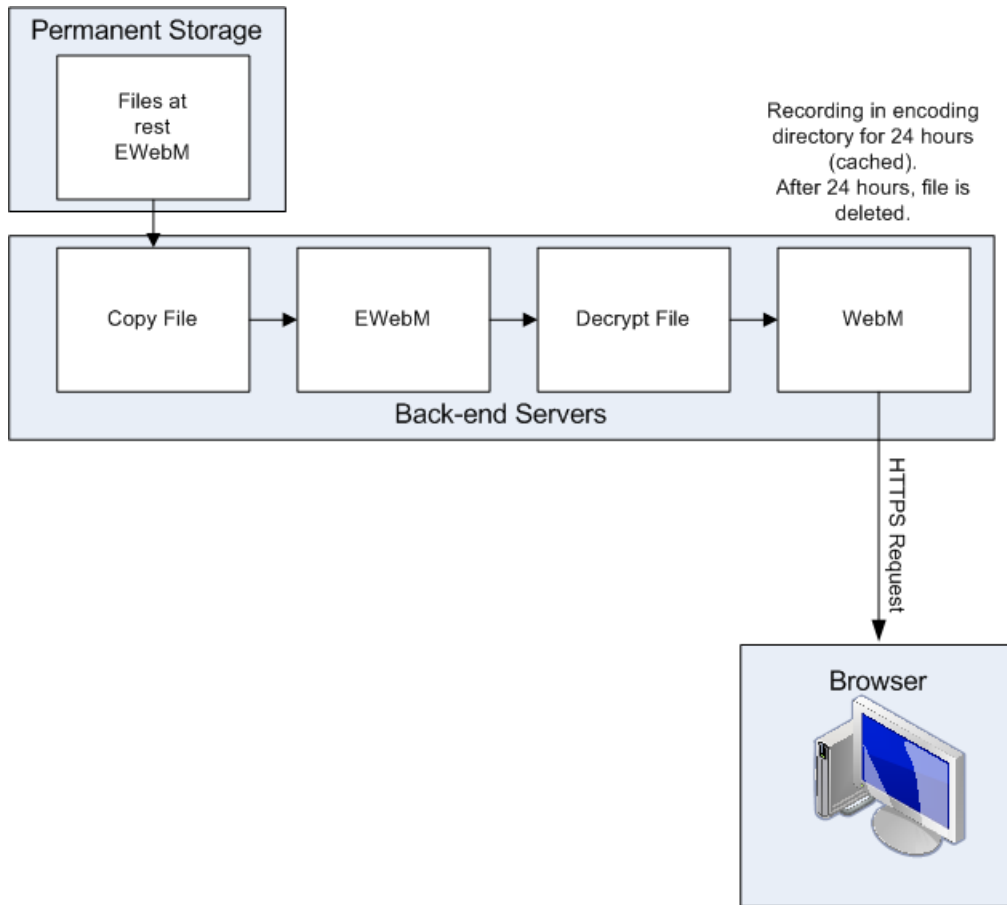 Permanent Storage
Files at
rest
EWebM
Recording in encoding
directory for 24 hours
(cached).
After 24 hours, file is
deleted.
Copy File
EWebM
Decrypt File
WebM
Back-end Servers
HTTPS Request
Browser